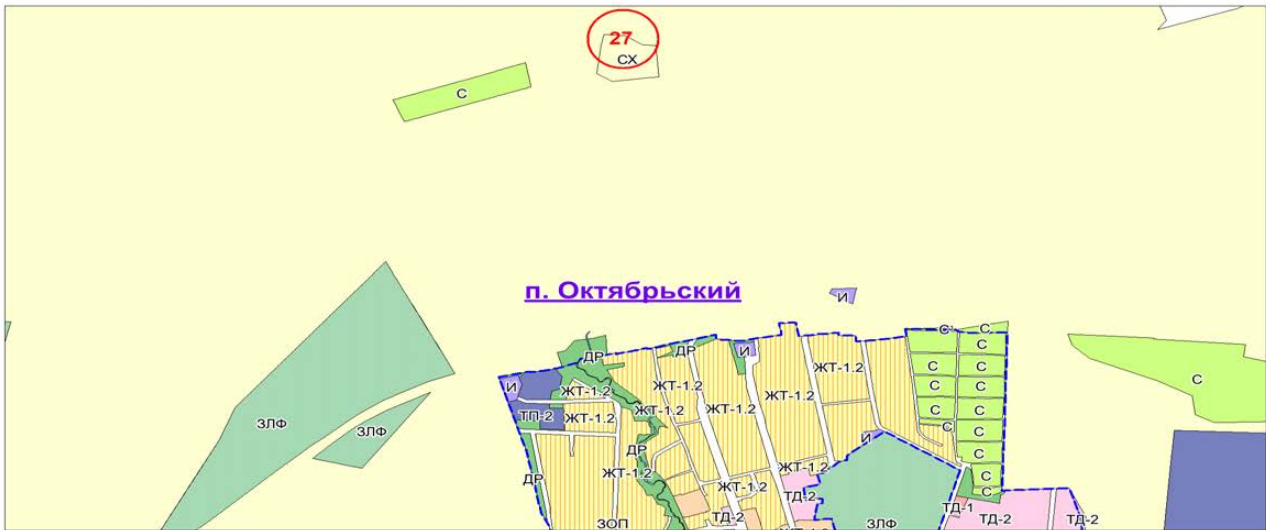 27
СХ
С
п. Октябрьский
И
С
С
ДР
ДР
И
С
ЖТ-1.2
С
С
С
И
ЖТ-1.2
ЖТ-1.2
С
С
ЖТ-1.2
ЖТ-1.2
ЖТ-1.2
С
С
ТП-2
ЖТ-1.2
ЗЛФ
ЗЛФ
С
С
И
ДР
ЖТ-1.2
ЖТ-1.2
С
ДР
ЖТ-1.2
С
ТД-2
ТД-1
ТД-2
ТД-2
ТД-2
ЗОП
ЗЛФ